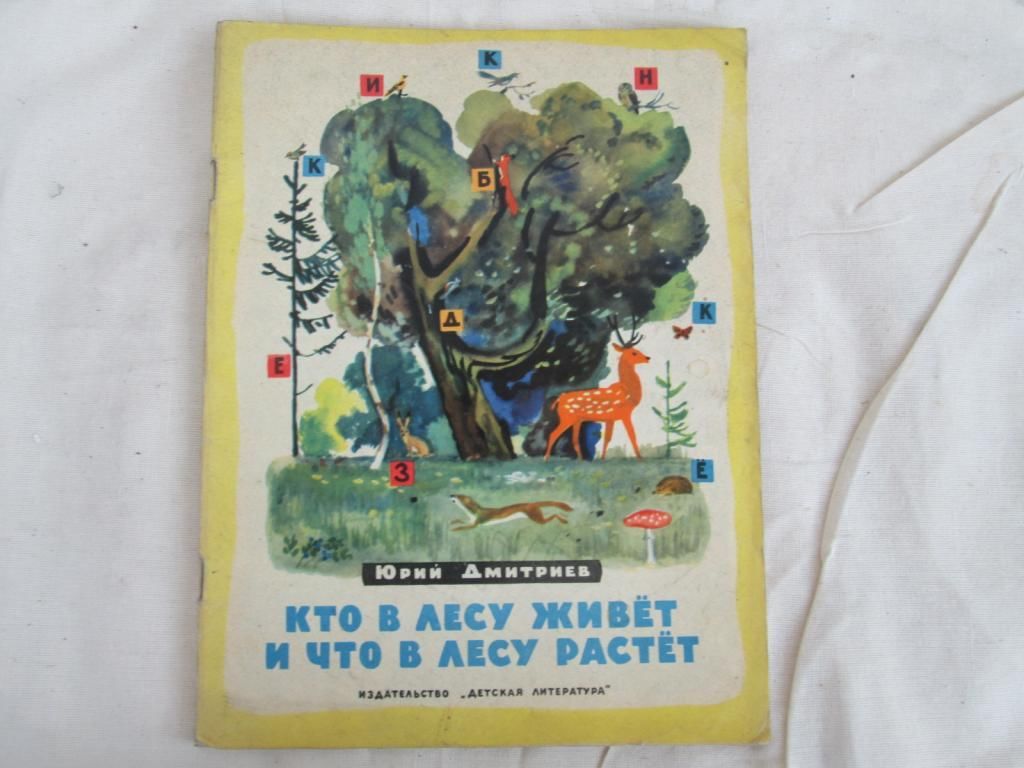 К
И
Н
К
Б
К
Д
Е
З
Ё
Юрий Дмитриев
КТО В ЛЕСУ ЖИВЁТ
И ЧТО В ЛЕСУ РАСТЁТ
ИЗДАТЕЛЬСТВО „ДЕТСКАЯ ЛИТЕРАТУРА"